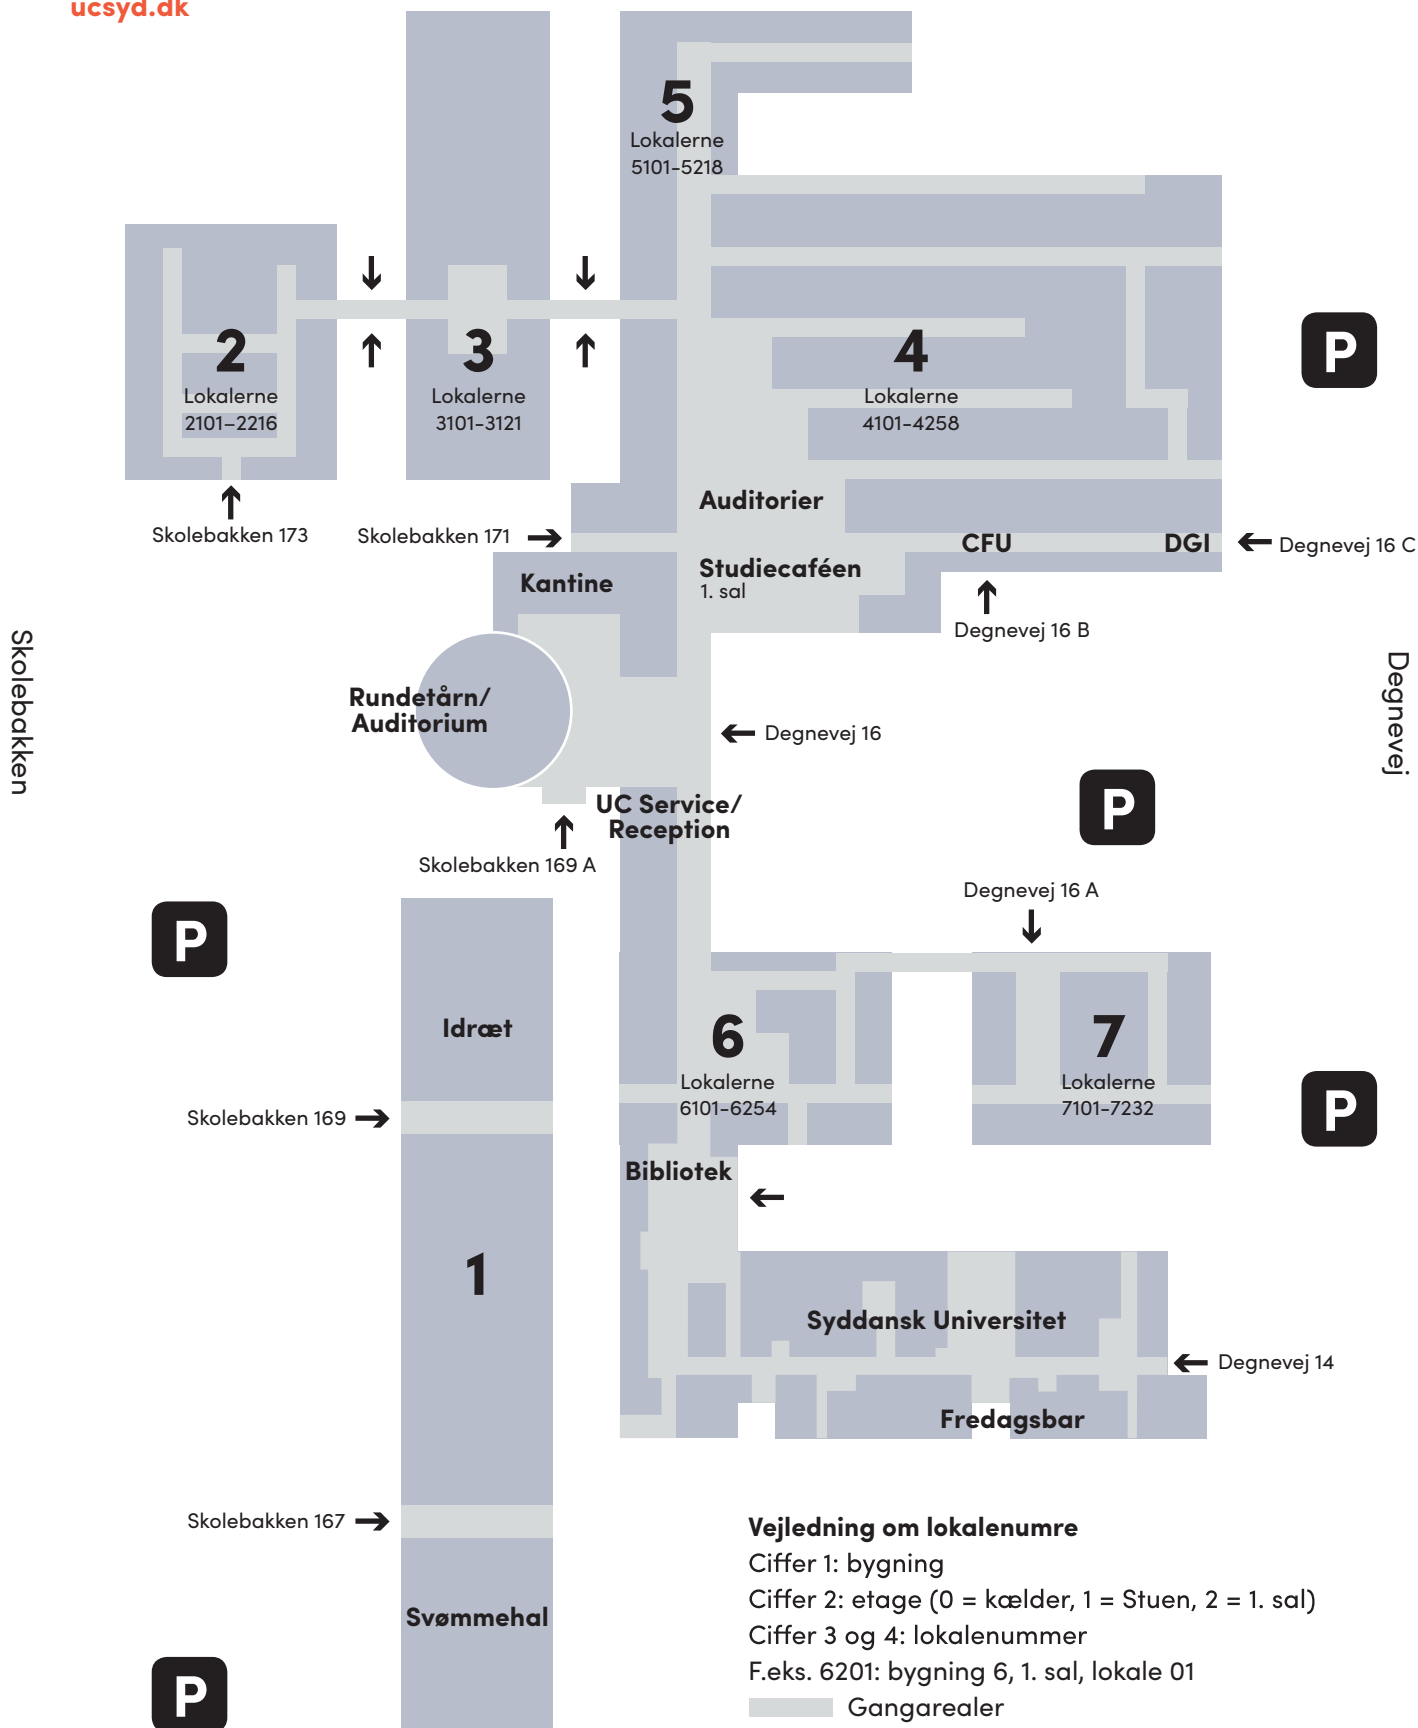 ucsyd.dk
5
Lokalerne
5101-5218
2
Lokalerne
2101–2216
3
Lokalerne
3101-3121
4
Lokalerne
4101-4258
P
Skolebakken 173
Skolebakken 171
Auditorier
CFU
DGI
Degnevej 16 C
Studiecaféen
1. sal
Kantine
Degnevej 16 B
Skolebakken
Degnevej
Rundetårn/
Auditorium
Degnevej 16
UC Service/
Reception
P
Skolebakken 169 A
Degnevej 16 A
P
Idræt
6
Lokalerne
6101-6254
7
Lokalerne
7101-7232
P
Skolebakken 169
Bibliotek
1
Syddansk Universitet
Degnevej 14
Fredagsbar
Skolebakken 167
Svømmehal
P
Vejledning om lokalenumre
Ciffer 1: bygning
Ciffer 2: etage (0 = kælder, 1 = Stuen, 2 = 1. sal)
Ciffer 3 og 4: lokalenummer
F.eks. 6201: bygning 6, 1. sal, lokale 01
Gangarealer